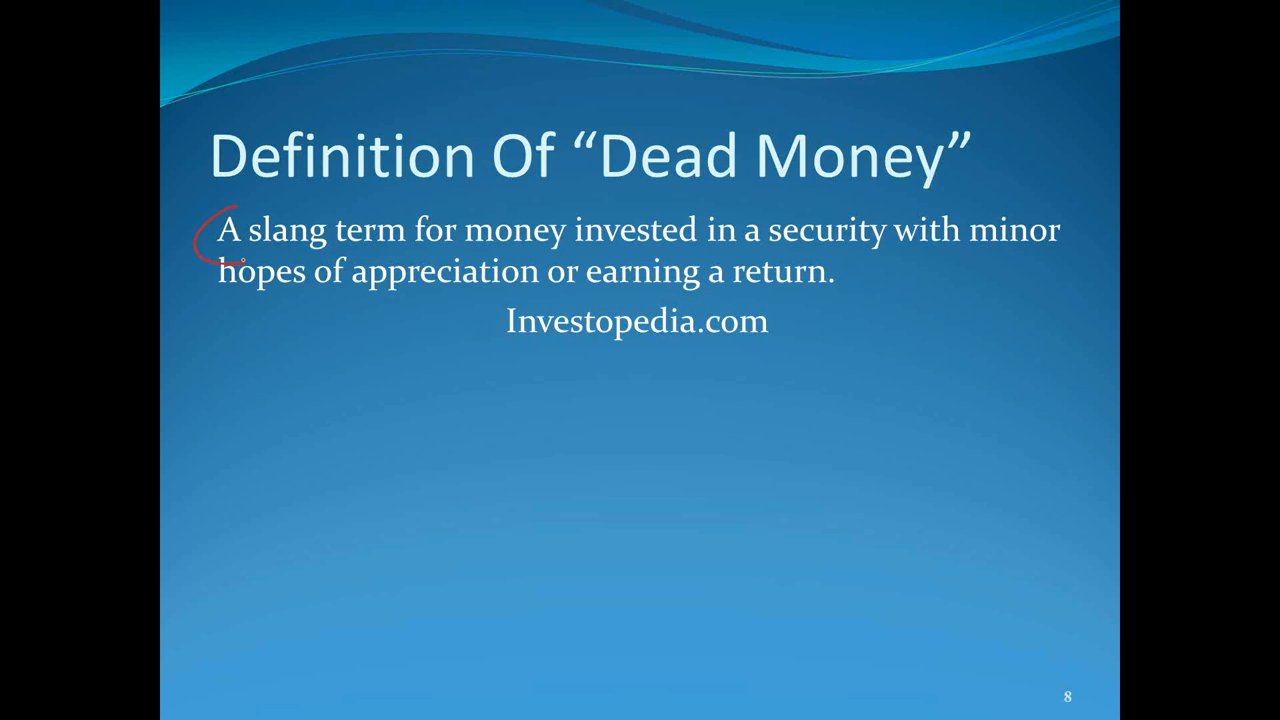 Definition Of “Dead Money”
A slang term for money invested in a security with minor
hopes of appreciation or earning a return.
Investopedia.com
8